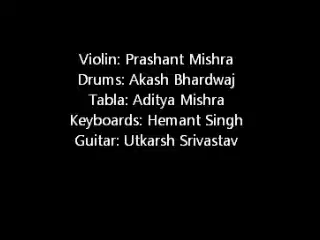 Violin: Prashant Mishra
Drums: Akash Bhardwaj
Tabla: Aditya Mishra
Keyboards: Hemant Singh
Guitar: Utkarsh Srivastav